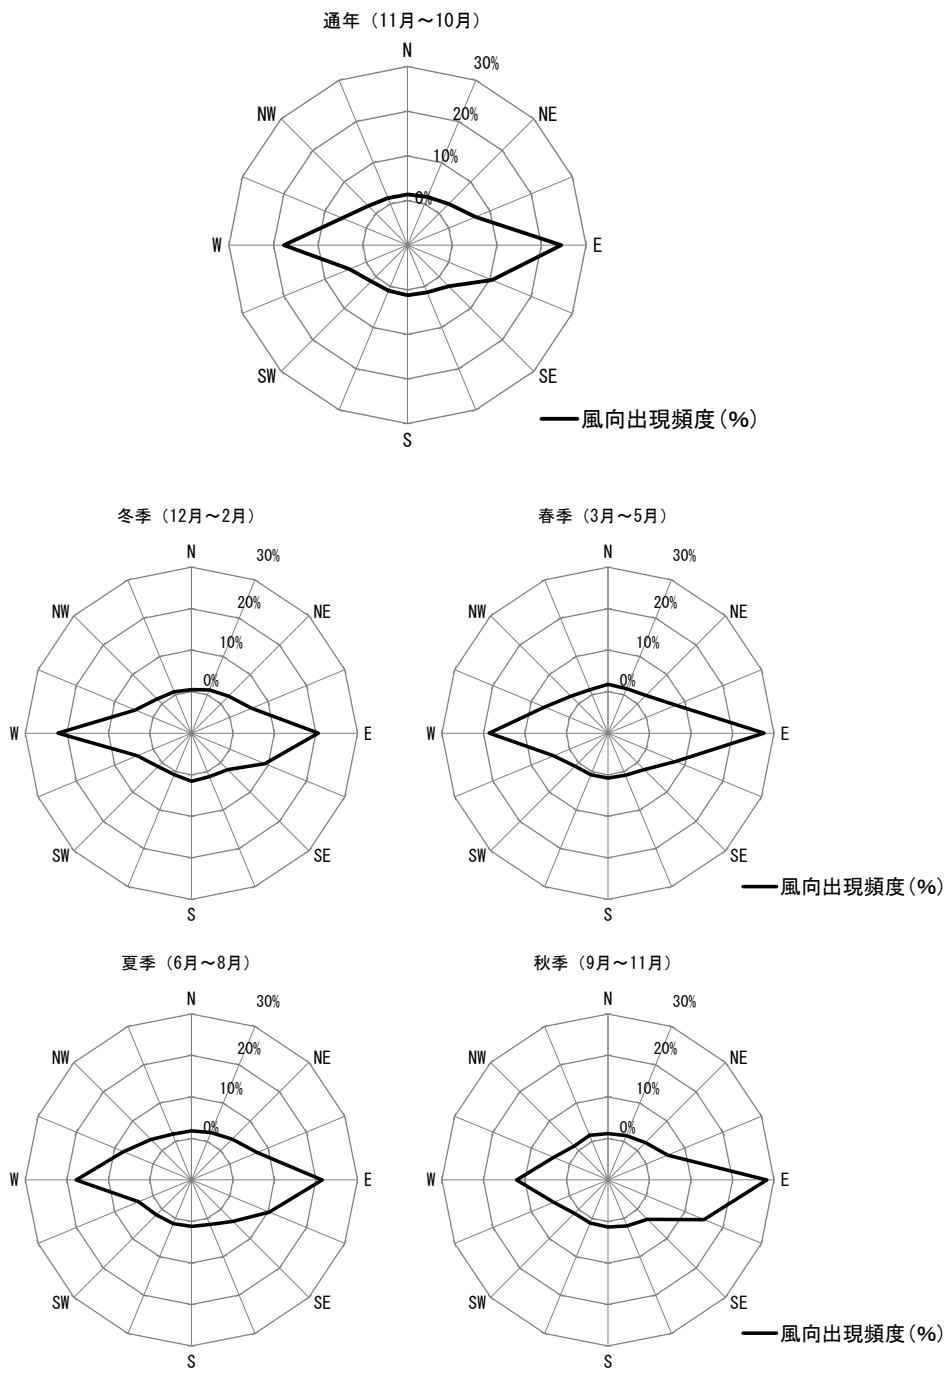 通年（11月～10月）
N
30%
NW
NE
20%
10%
0%
W
E
SW
SE
S
風向出現頻度(%)
冬季（12月～2月）
N
30%
NW
NE
20%
10%
0%
W
E
SW
SE
S
春季（3月～5月）
N
30%
NW
NE
20%
10%
0%
W
E
SW
SE
S
風向出現頻度(%)
夏季（6月～8月）
N
30%
NW
NE
20%
10%
0%
W
E
SW
SE
S
秋季（9月～11月）
N
30%
NW
NE
20%
10%
0%
W
E
SW
SE
S
風向出現頻度(%)